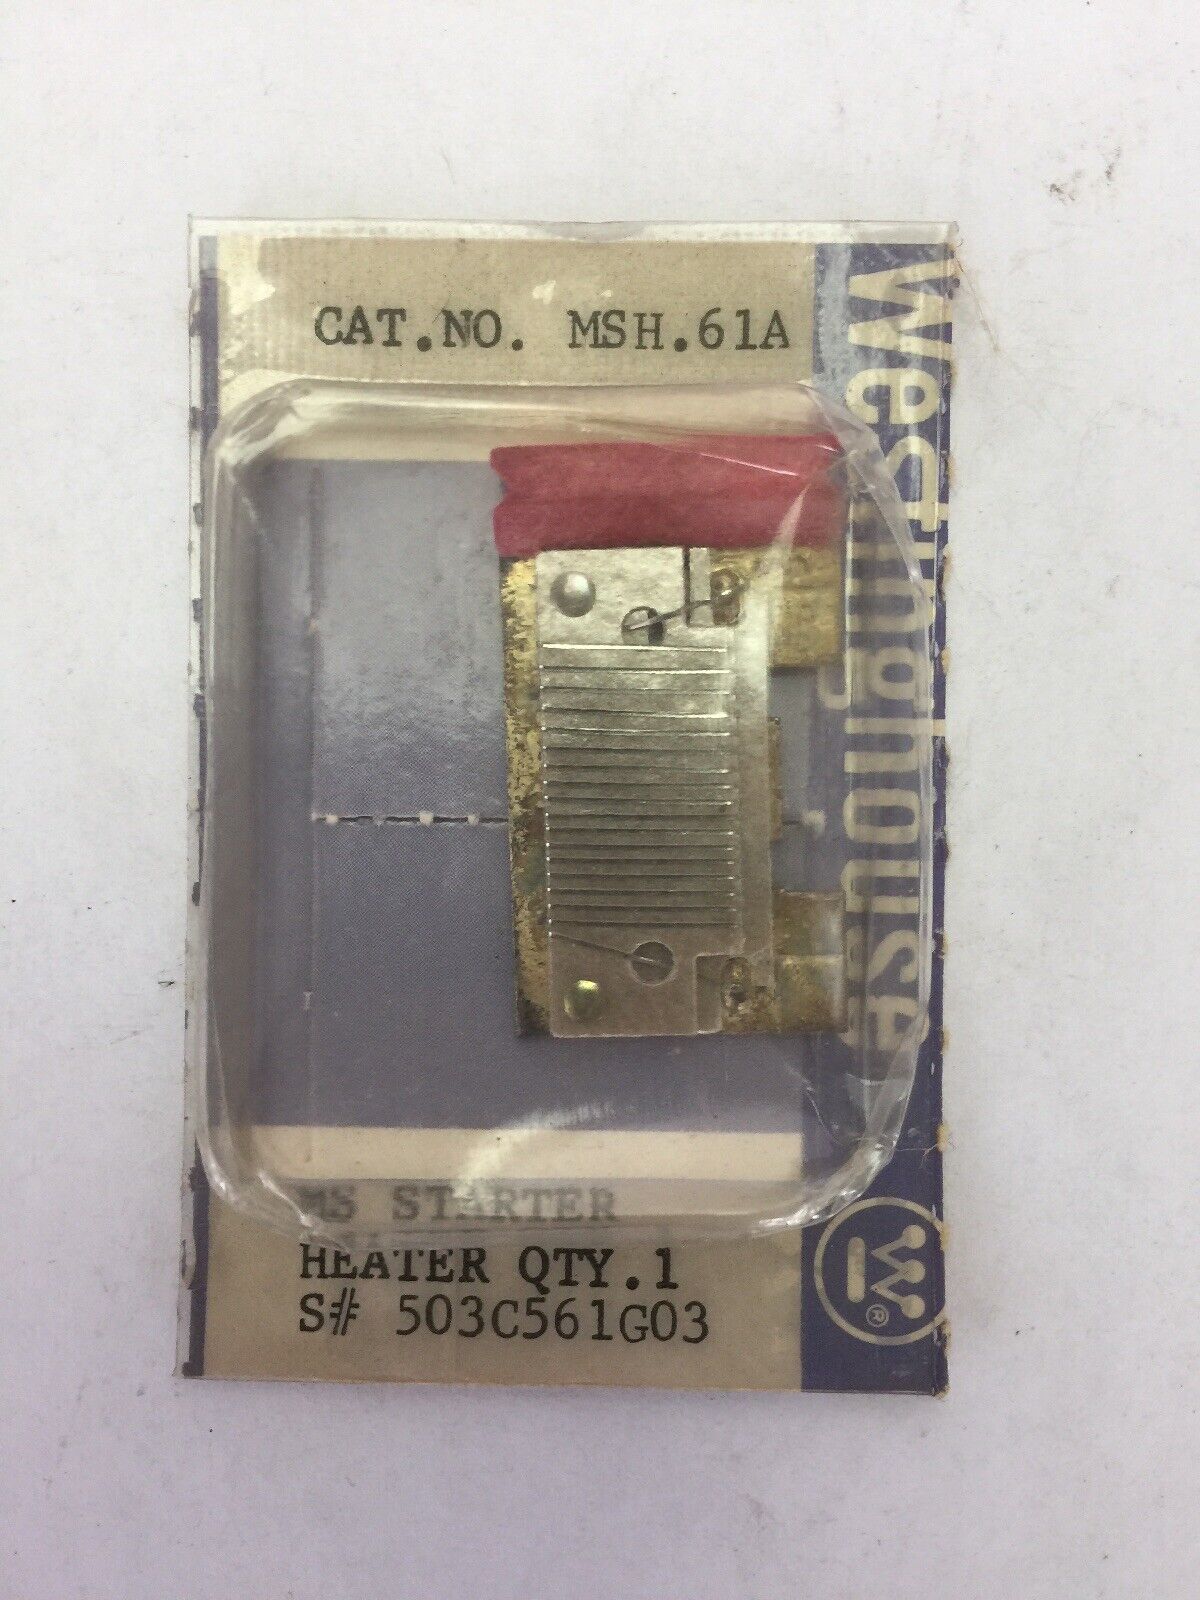 CAT.NO. MSH.61A
Westinghouse
MS STARTER
HEATER QTY.1
S# 503C561G03
W
®